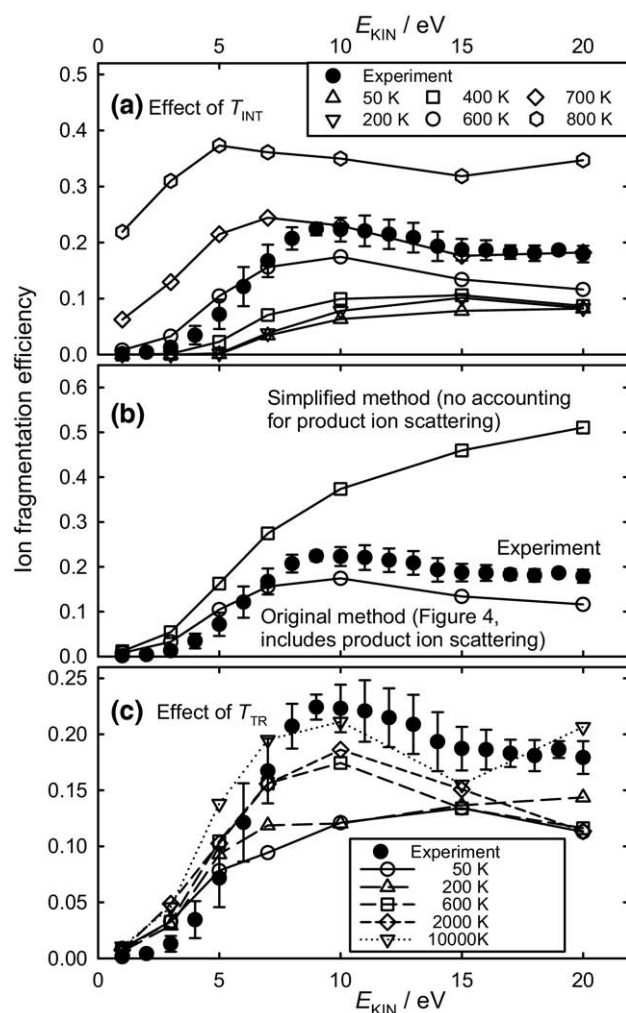 E_KIN / eV
0 5 10 15 20
0.5
(a) Effect of T_INT
Experiment
50 K 400 K 700 K
200 K 600 K 800 K
0.4
0.3
0.2
0.1
0.0
Ion fragmentation efficiency
0.6
Simplified method (no accounting
for product ion scattering)
(b)
0.5
0.4
0.3
0.2
Experiment
0.1
Original method (Figure 4,
includes product ion scattering)
0.0
0.25
(c) Effect of T_TR
0.20
0.15
0.10
0.05
0.00
Experiment
50 K
200 K
600 K
2000 K
10000K
0 5 10 15 20
E_KIN / eV